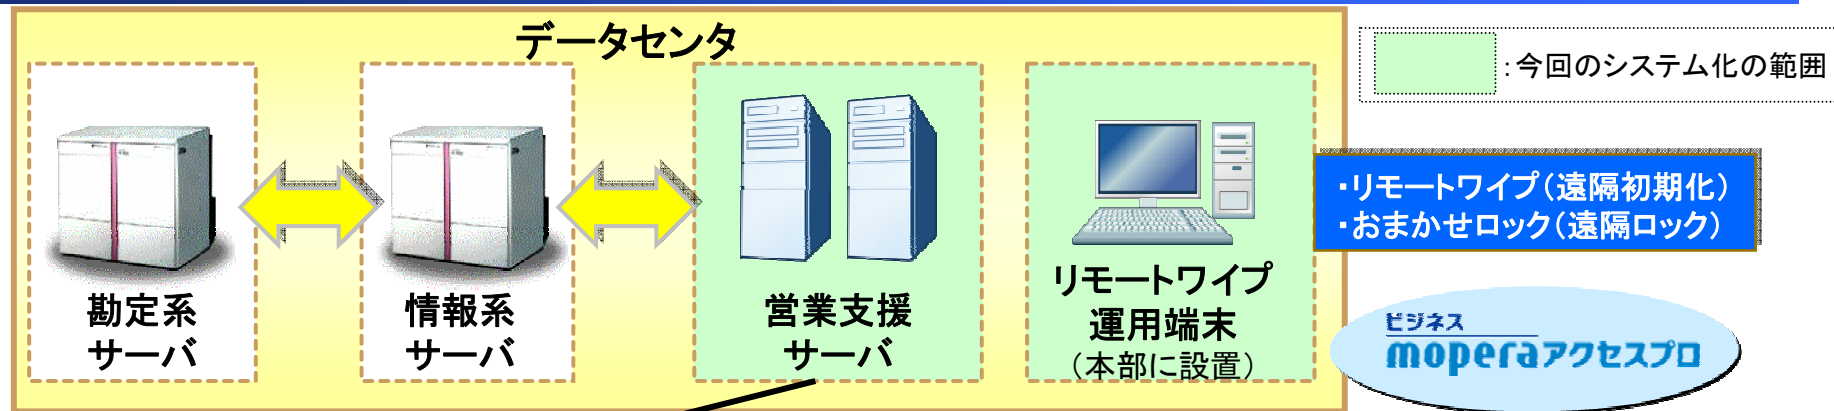 データセンタ
:今回のシステム化の範囲
・リモートワイプ(遠隔初期化)
・おまかせロック(遠隔ロック)
勘定系
サーバ
情報系
サーバ
営業支援
サーバ
リモートワイプ
運用端末
(本部に設置)
ビジネス
moperaアクセスプロ